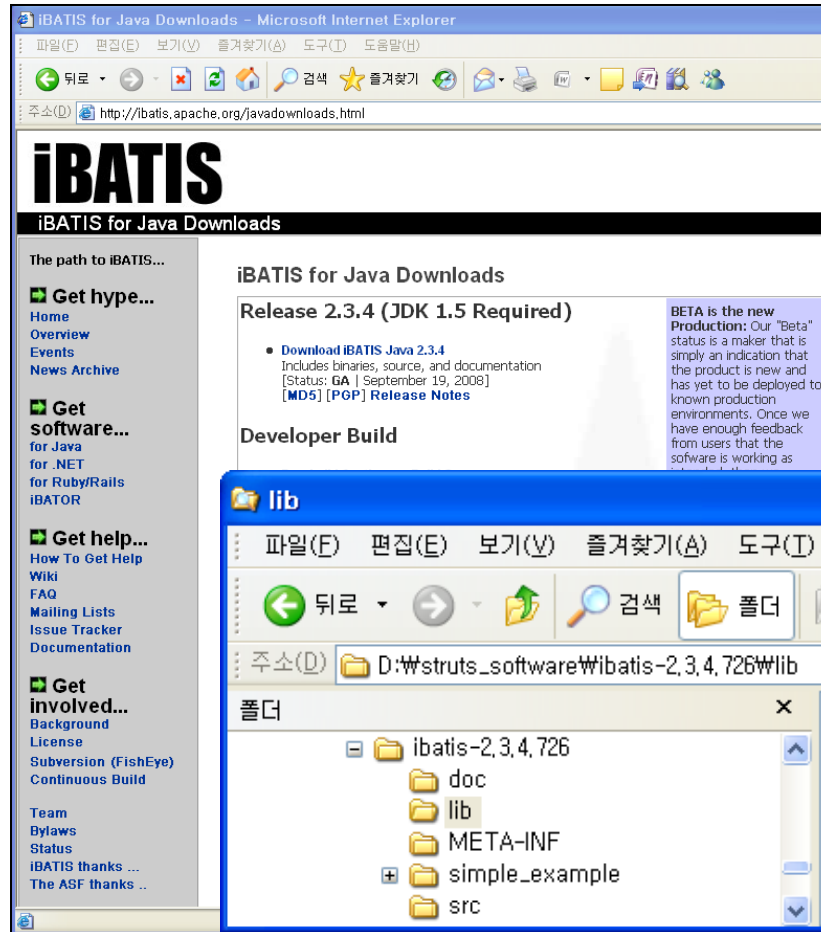 iBATIS for Java Downloads - Microsoft Internet Explorer
파일(F) 편집(E) 보기(V) 즐겨찾기(A) 도구(T) 도움말(H)
뒤로 검색 즐겨찾기
주소(D) http://ibatis.apache.org/javadownloads.html
iBATIS
iBATIS for Java Downloads
The path to iBATIS...
Get hype...
Home
Overview
Events
News Archive
Get
software...
for Java
for .NET
for Ruby/Rails
iBATOR
Get help...
How To Get Help
Wiki
FAQ
Mailing Lists
Issue Tracker
Documentation
Get
involved...
Background
License
Subversion (FishEye)
Continuous Build
Team
Bylaws
Status
iBATIS thanks ...
The ASF thanks ..
iBATIS for Java Downloads
Release 2.3.4 (JDK 1.5 Required)
Download iBATIS Java 2.3.4
Includes binaries, source, and documentation
[Status: GA | September 19, 2008]
[MD5] [PGP] Release Notes
Developer Build
BETA is the new
Production: Our "Beta"
status is a maker that is
simply an indication that
the product is new and
has yet to be deployed to
known production
environments. Once we
have enough feedback
from users that the
sofware is working as
lib
파일(F) 편집(E) 보기(V) 즐겨찾기(A) 도구(T)
뒤로 검색 폴더
주소(D) D:₩struts_software₩ibatis-2.3.4.726₩lib
폴더
ibatis-2.3.4.726
doc
lib
META-INF
simple_example
src